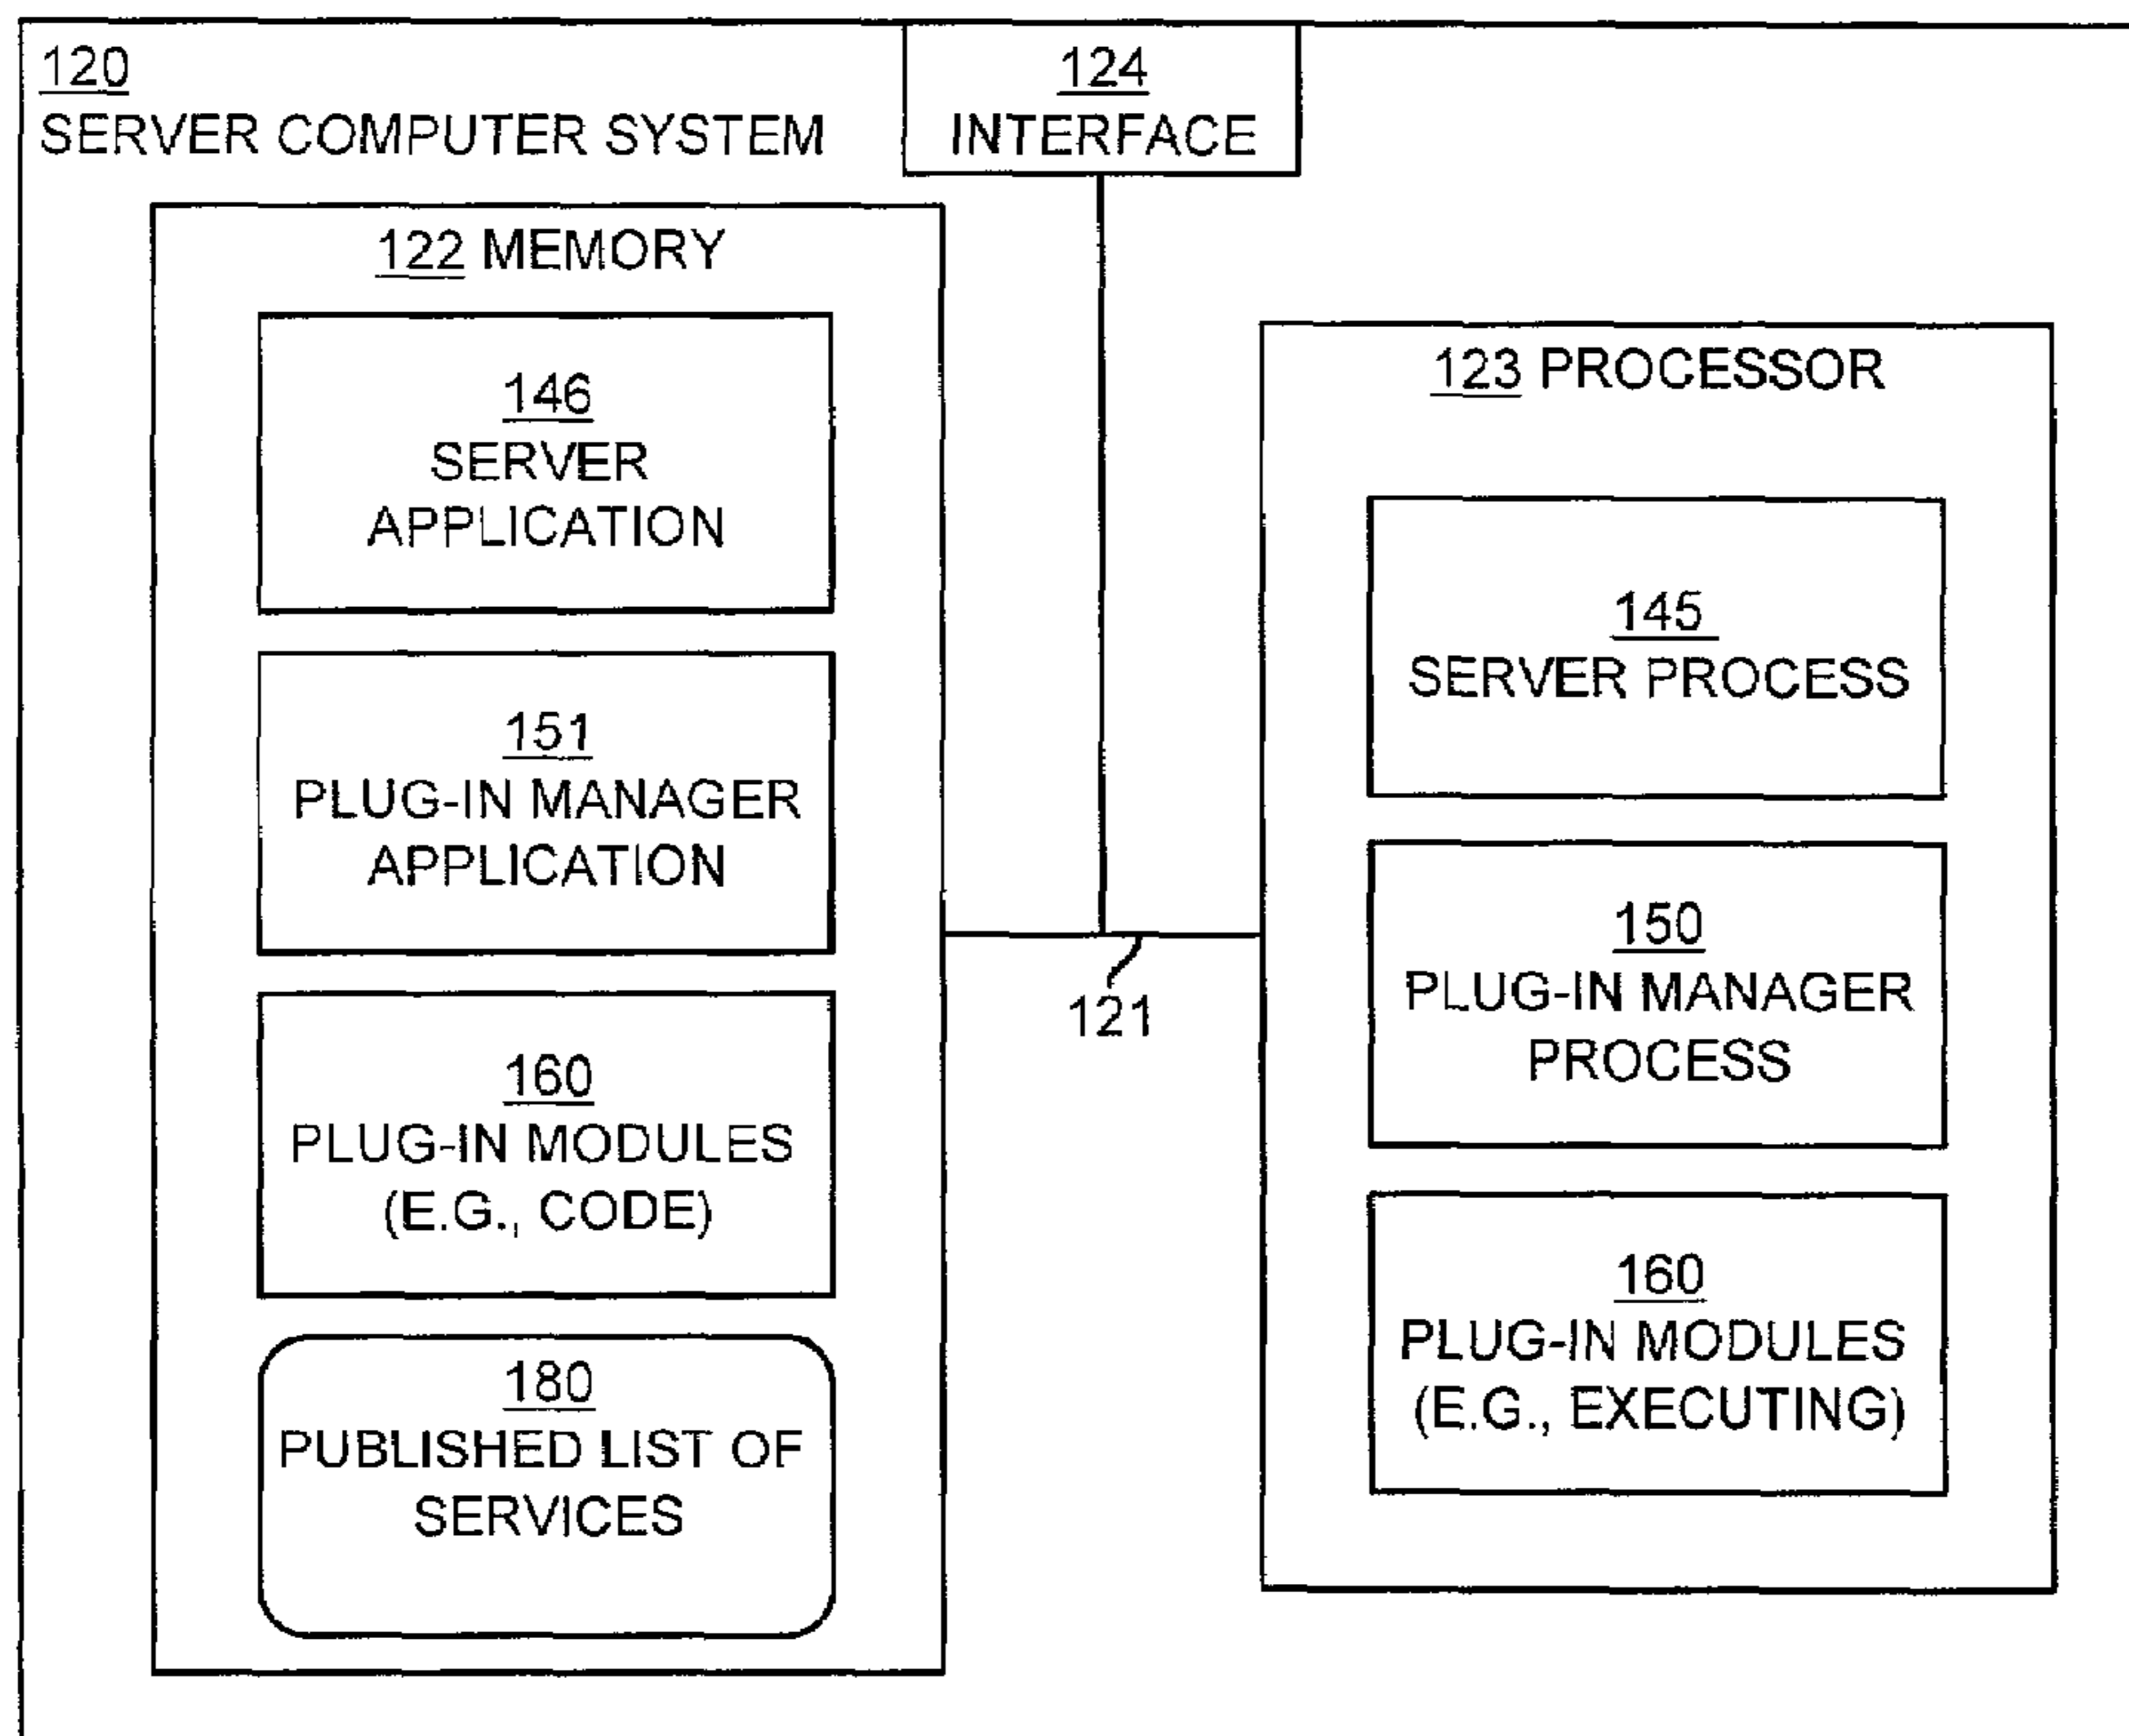 120
SERVER COMPUTER SYSTEM
124
INTERFACE
122 MEMORY
146
SERVER
APPLICATION
151
PLUG-IN MANAGER
APPLICATION
160
PLUG-IN MODULES
(E.G., CODE)
180
PUBLISHED LIST OF
SERVICES
121
123 PROCESSOR
145
SERVER PROCESS
150
PLUG-IN MANAGER
PROCESS
160
PLUG-IN MODULES
(E.G., EXECUTING)